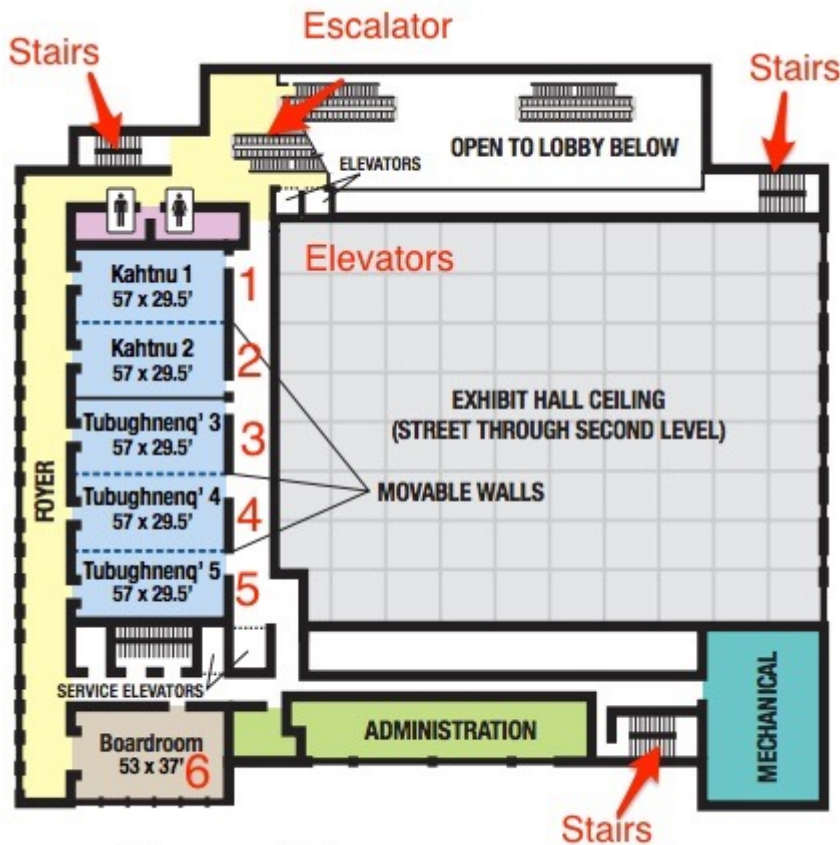 Escalator
Stairs
Stairs
OPEN TO LOBBY BELOW
ELEVATORS
Elevators
Kahtnu 1
57 x 29.5’
1
Kahtnu 2
57 x 29.5’
2
EXHIBIT HALL CEILING
(STREET THROUGH SECOND LEVEL)
Tubughnenq’ 3
57 x 29.5’
3
FOYER
MOVABLE WALLS
Tubughnenq’ 4
57 x 29.5’
4
Tubughnenq’ 5
57 x 29.5’
5
SERVICE ELEVATORS
MECHANICAL
ADMINISTRATION
Boardroom
53 x 37’
6
Stairs